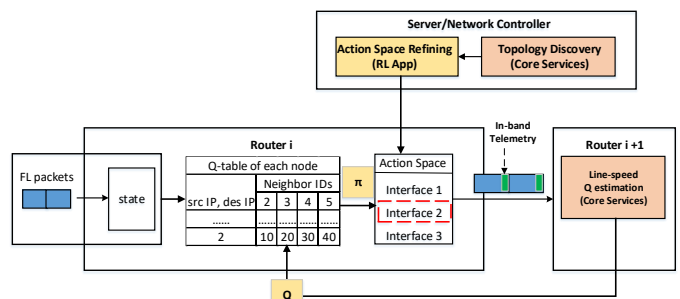 Server/Network Controller
Action Space Refining
(RL App)
Topology Discovery
(Core Services)
In-band
Telemetry
Router i
Router i +1
FL packets
state
Q-table of each node
Neighbor IDs
src IP, des IP 2 3 4 5
...... ...... ...... ...... ......
2 10 20 30 40
π
Action Space
Interface 1
Interface 2
Interface 3
Line-speed
Q estimation
(Core Services)
Q